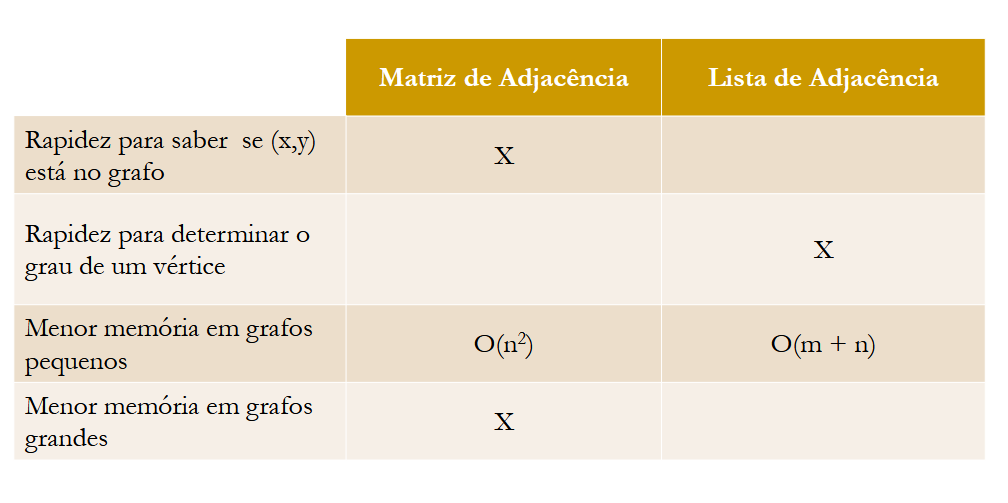 Matriz de Adjacência
Lista de Adjacência
Rapidez para saber se (x,y)
está no grafo
X
Rapidez para determinar o
grau de um vértice
X
Menor memória em grafos
pequenos
O(n²)
O(m + n)
Menor memória em grafos
grandes
X